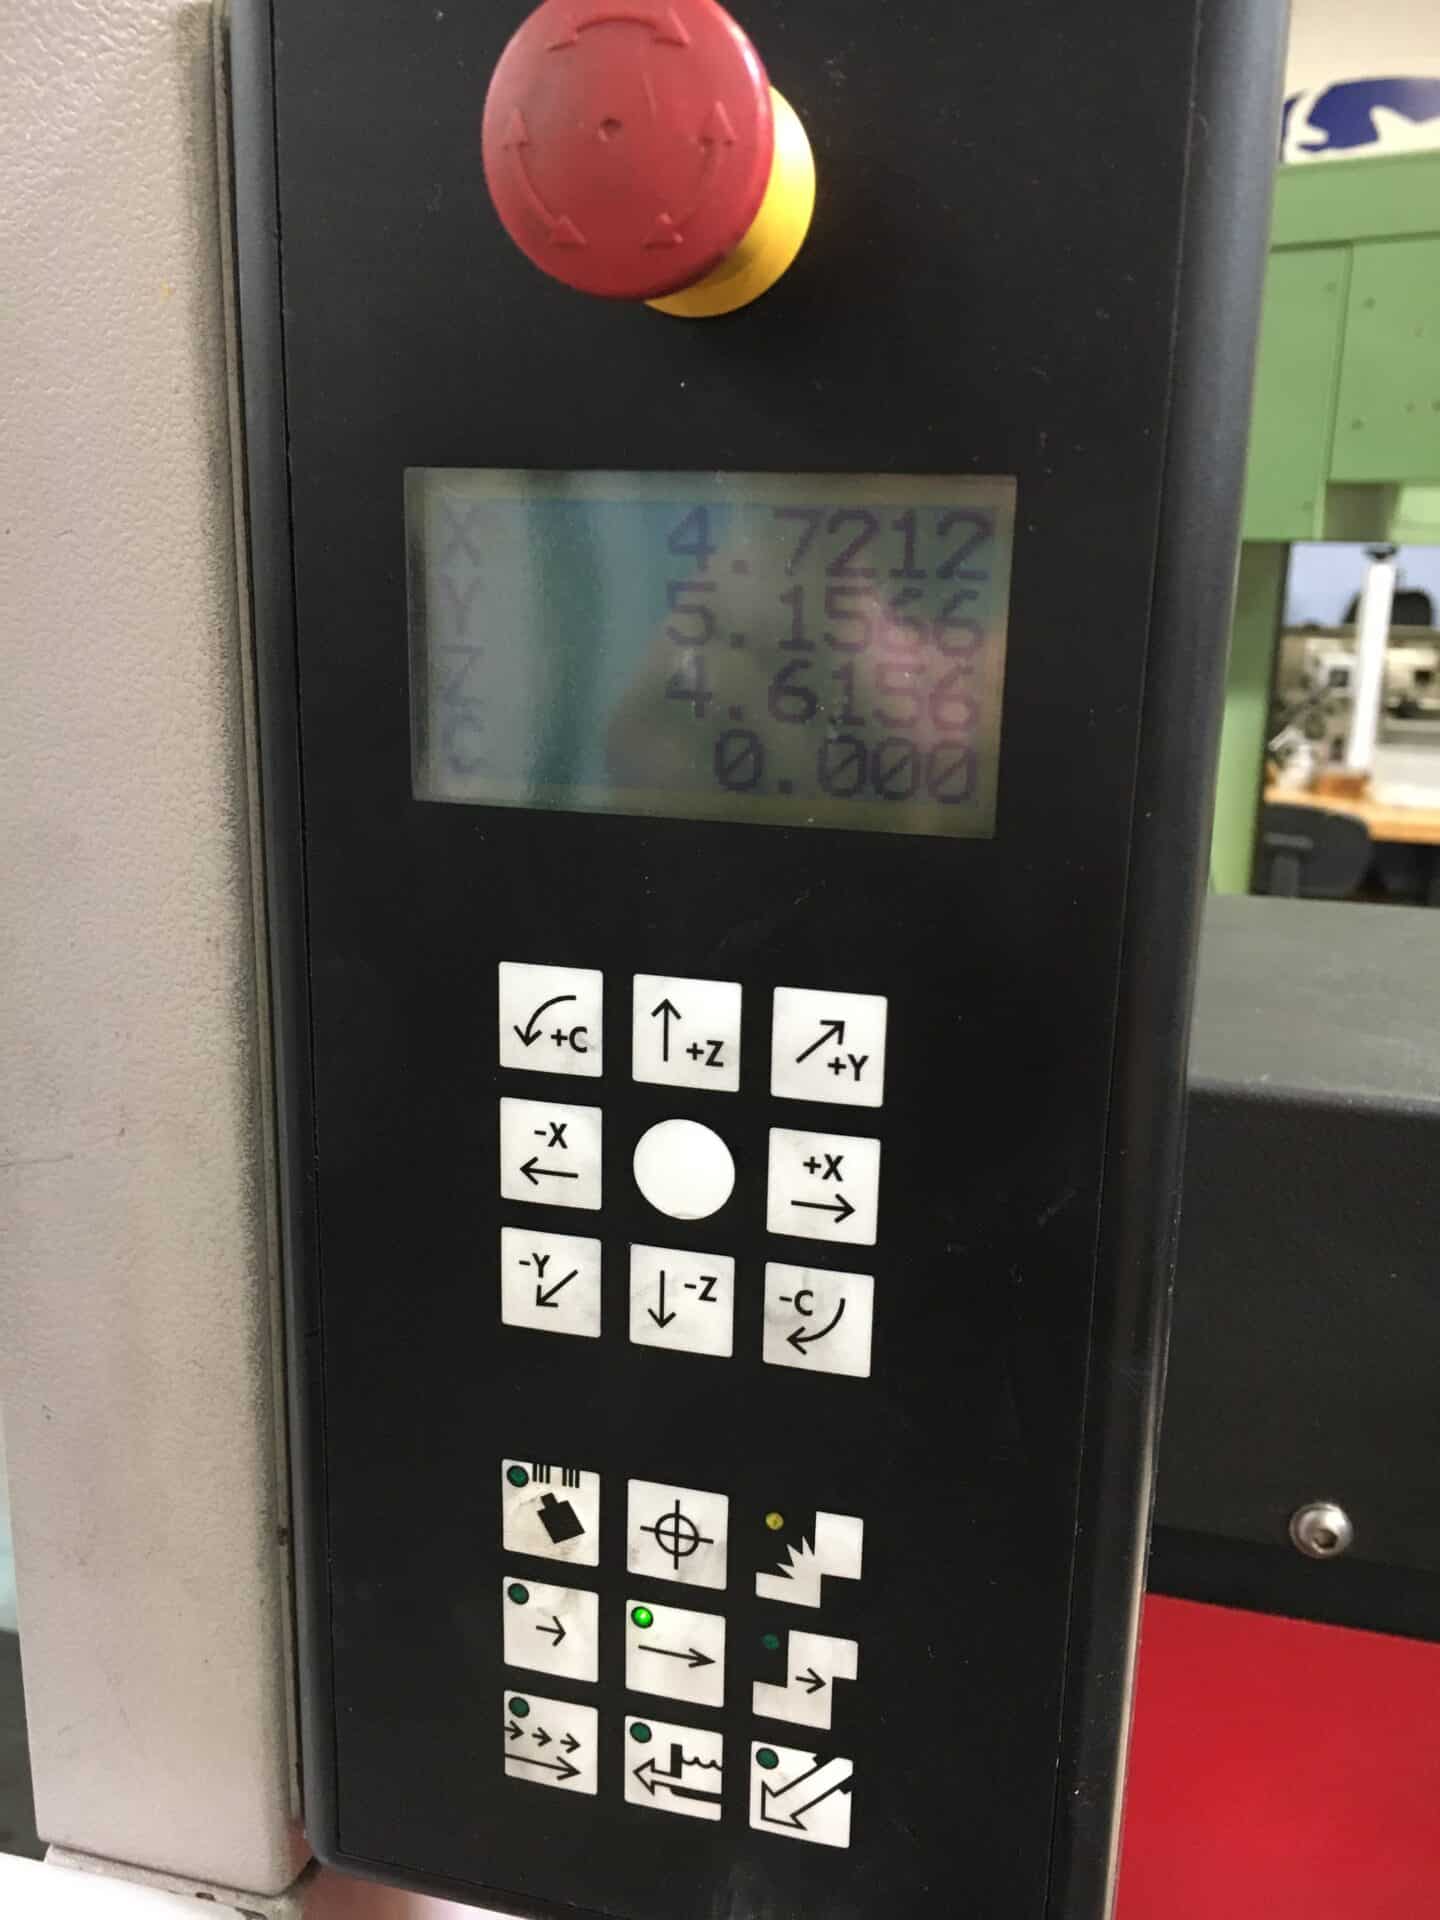 X 4.7212
Y 5.1566
Z 4.6156
C 0.000
+C +Z +Y
-X +X
-Y -Z -C